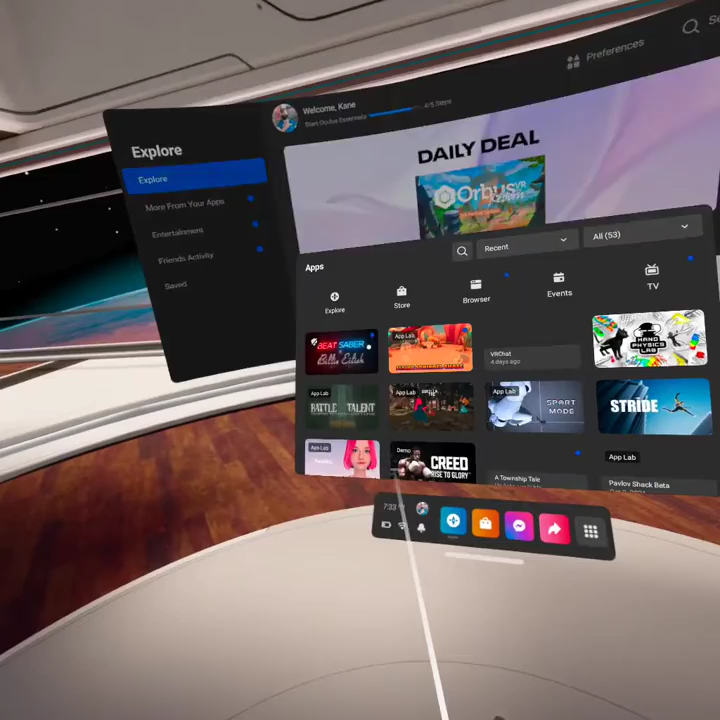 Preferences
Welcome, Kane
Start Oculus Essentials
4/5 Steps
Explore
Explore
More From Your Apps
Entertainment
Friends Activity
Saved
DAILY DEAL
OrbusVR
Apps
Recent
All (53)
Explore
Store
Browser
Events
TV
BEAT SABER
Billie Eilish
App Lab
VRChat
4 days ago
HAND
PHYSICS
LAB
App Lab
BATTLE TALENT
App Lab
App Lab
SPORT
MODE
STRIDE
App Lab
Demo
CREED
RISE TO GLORY
A Township Tale
App Lab
Pavlov Shack Beta
7:33